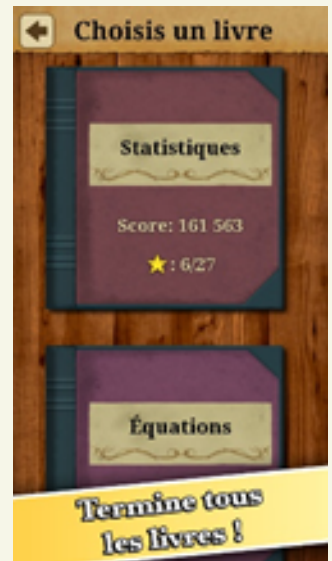 Choisis un livre
Statistiques
Score: 161 563
: 6/27
Équations
Termine tous
les livres !